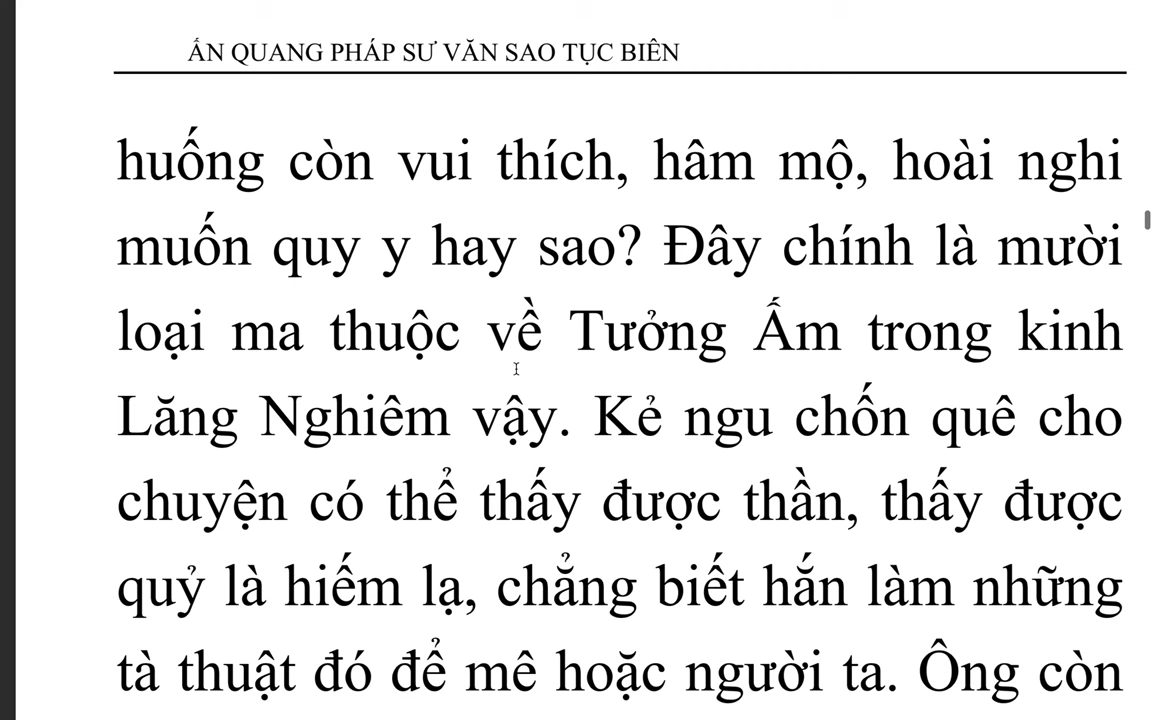 ẤN QUANG PHÁP SƯ VĂN SAO TỤC BIÊN
huống còn vui thích, hâm mộ, hoài nghi
muốn quy y hay sao? Đây chính là mười
loại ma thuộc về Tưởng Ấm trong kinh
Lăng Nghiêm vậy. Kẻ ngu chốn quê cho
chuyện có thể thấy được thần, thấy được
quỷ là hiếm lạ, chẳng biết hắn làm những
tà thuật đó để mê hoặc người ta. Ông còn